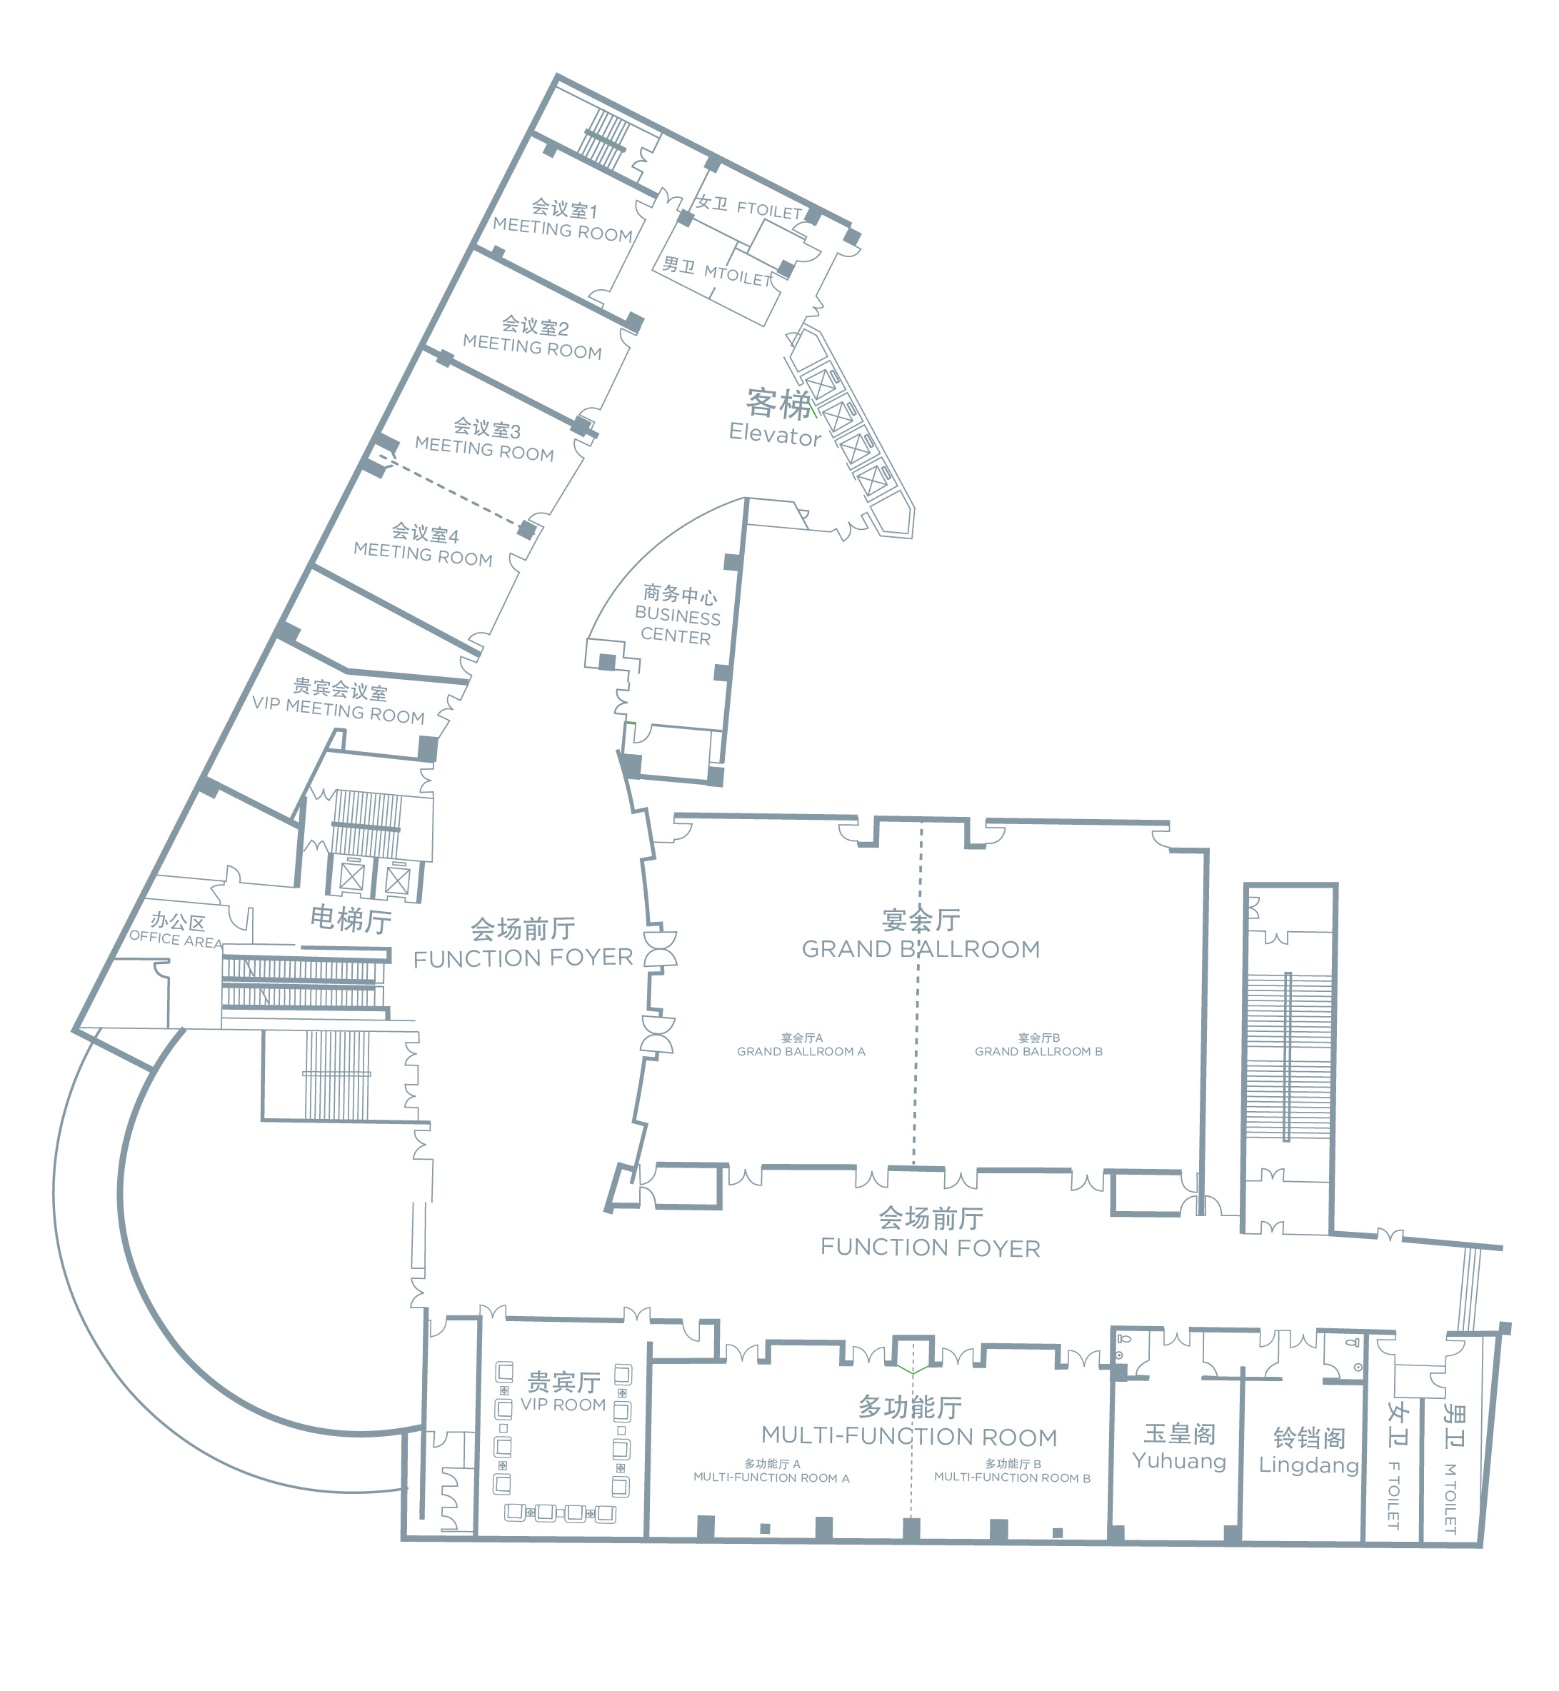 女卫 FTOILET
会议室1
MEETING ROOM
男卫 MTOILET
会议室2
MEETING ROOM
客梯
Elevator
会议室3
MEETING ROOM
会议室4
MEETING ROOM
商务中心
BUSINESS
CENTER
贵宾会议室
VIP MEETING ROOM
办公区
OFFICE AREA
电梯厅
会场前厅
FUNCTION FOYER
宴会厅
GRAND BALLROOM
宴会厅A
GRAND BALLROOM A
宴会厅B
GRAND BALLROOM B
会场前厅
FUNCTION FOYER
贵宾厅
VIP ROOM
多功能厅
MULTI-FUNCTION ROOM
多功能厅 A
MULTI-FUNCTION ROOM A
多功能厅 B
MULTI-FUNCTION ROOM B
玉皇阁
Yuhuang
铃铛阁
Lingdang
女卫 F TOILET
男卫 M TOILET